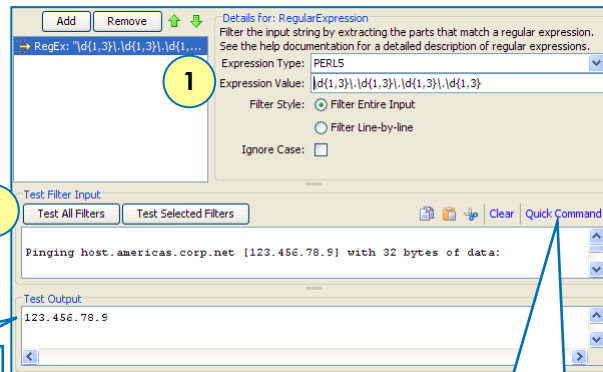 Add Remove
RegEx: "\d{1,3}\.\d{1,3}\.\d{1,...
Details for: RegularExpression
Filter the input string by extracting the parts that match a regular expression.
See the help documentation for a detailed description of regular expressions.
Expression Type: PERL5
1
Expression Value: \d{1,3}\.\d{1,3}\.\d{1,3}\.\d{1,3}
Filter Style: Filter Entire Input
Filter Line-by-line
Ignore Case:
Test Filter Input
Test All Filters Test Selected Filters Clear Quick Command
Pinging host.americas.corp.net [123.456.78.9] with 32 bytes of data:
Test Output
123.456.78.9